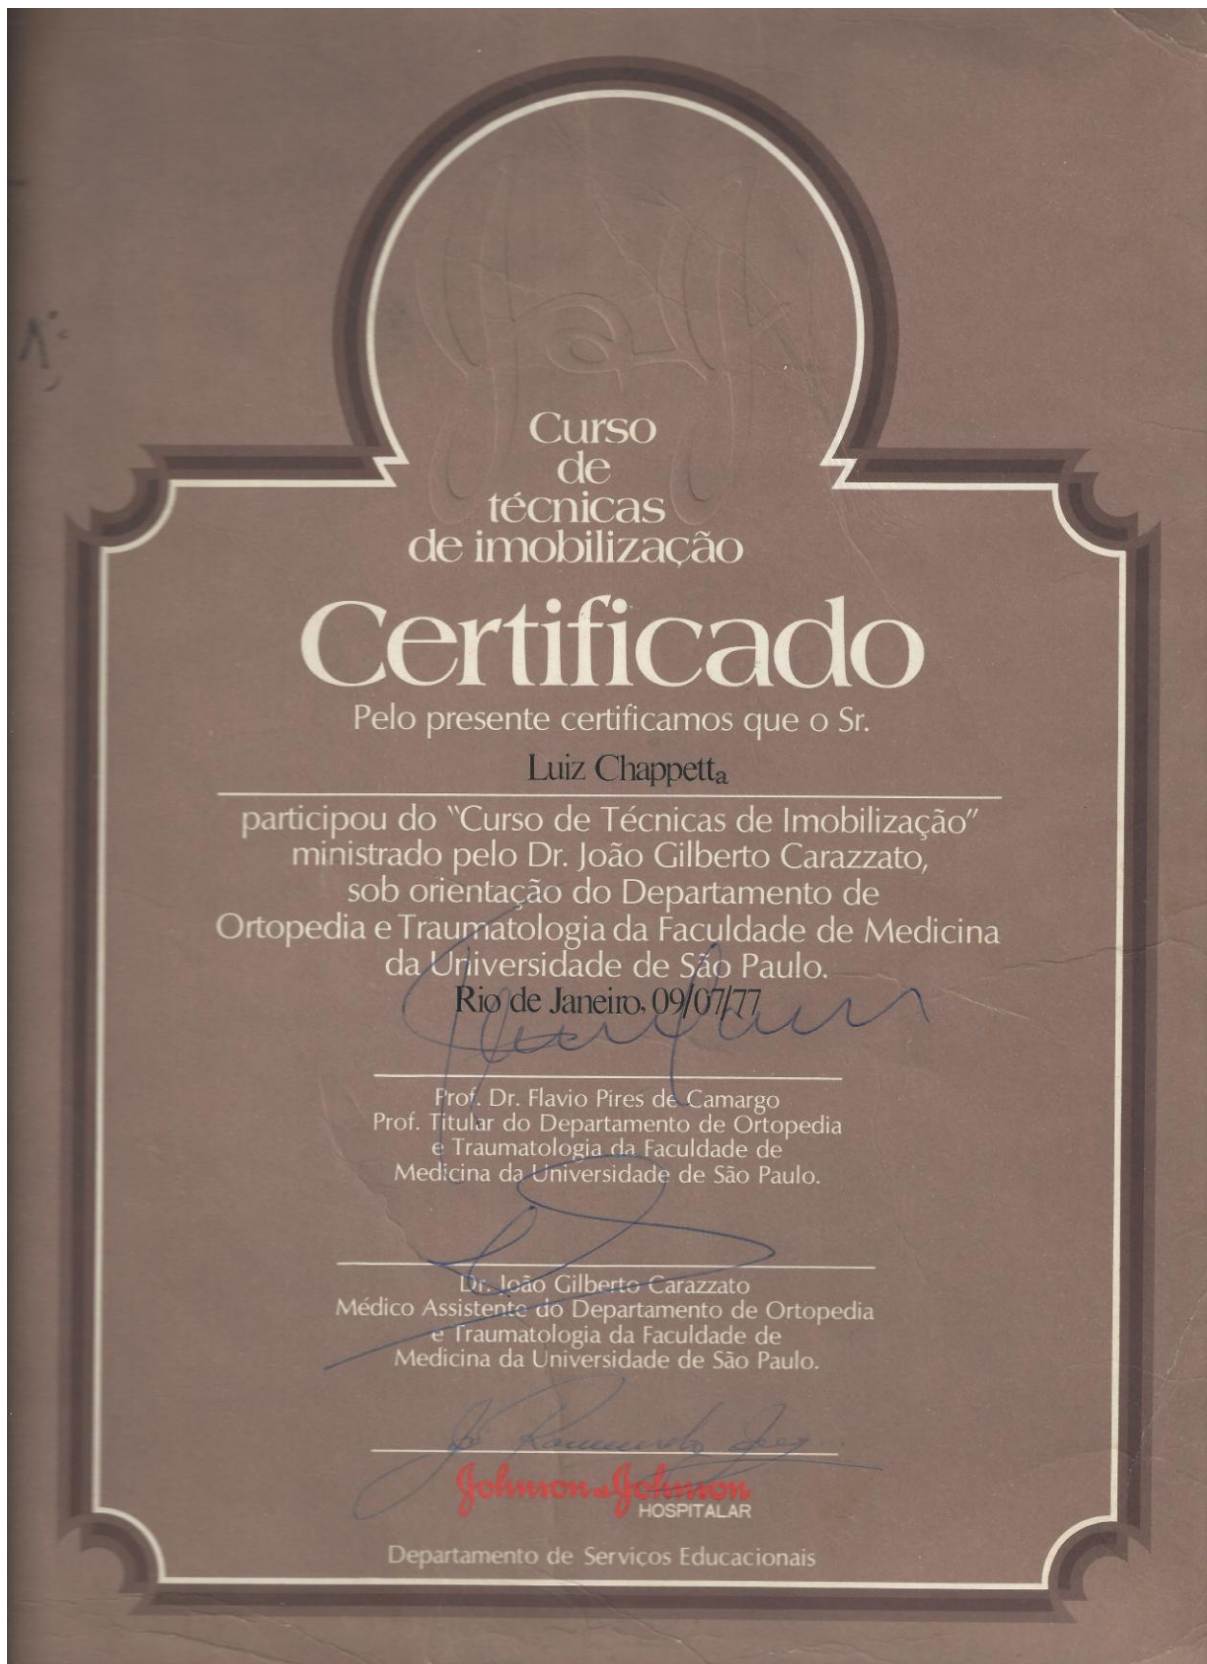 1º
Curso
de
técnicas
de imobilização
Certificado
Pelo presente certificamos que o Sr.
Luiz Chappetta
participou do “Curso de Técnicas de Imobilização”
ministrado pelo Dr. João Gilberto Carazzato,
sob orientação do Departamento de
Ortopedia e Traumatologia da Faculdade de Medicina
da Universidade de São Paulo.
Rio de Janeiro, 09/07/77
Prof. Dr. Flavio Pires de Camargo
Prof. Titular do Departamento de Ortopedia
e Traumatologia da Faculdade de
Medicina da Universidade de São Paulo.
Dr. João Gilberto Carazzato
Médico Assistente do Departamento de Ortopedia
e Traumatologia da Faculdade de
Medicina da Universidade de São Paulo.
Johnson & Johnson
HOSPITALAR
Departamento de Serviços Educacionais